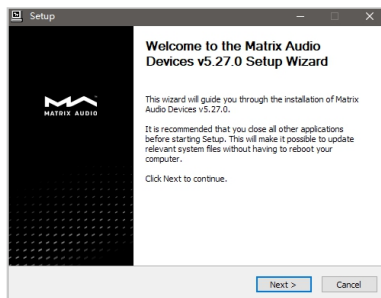 Setup
Welcome to the Matrix Audio
Devices v5.27.0 Setup Wizard
MATRIX AUDIO
This wizard will guide you through the installation of Matrix
Audio Devices v5.27.0.
It is recommended that you close all other applications
before starting Setup. This will make it possible to update
relevant system files without having to reboot your
computer.
Click Next to continue.
Next >
Cancel